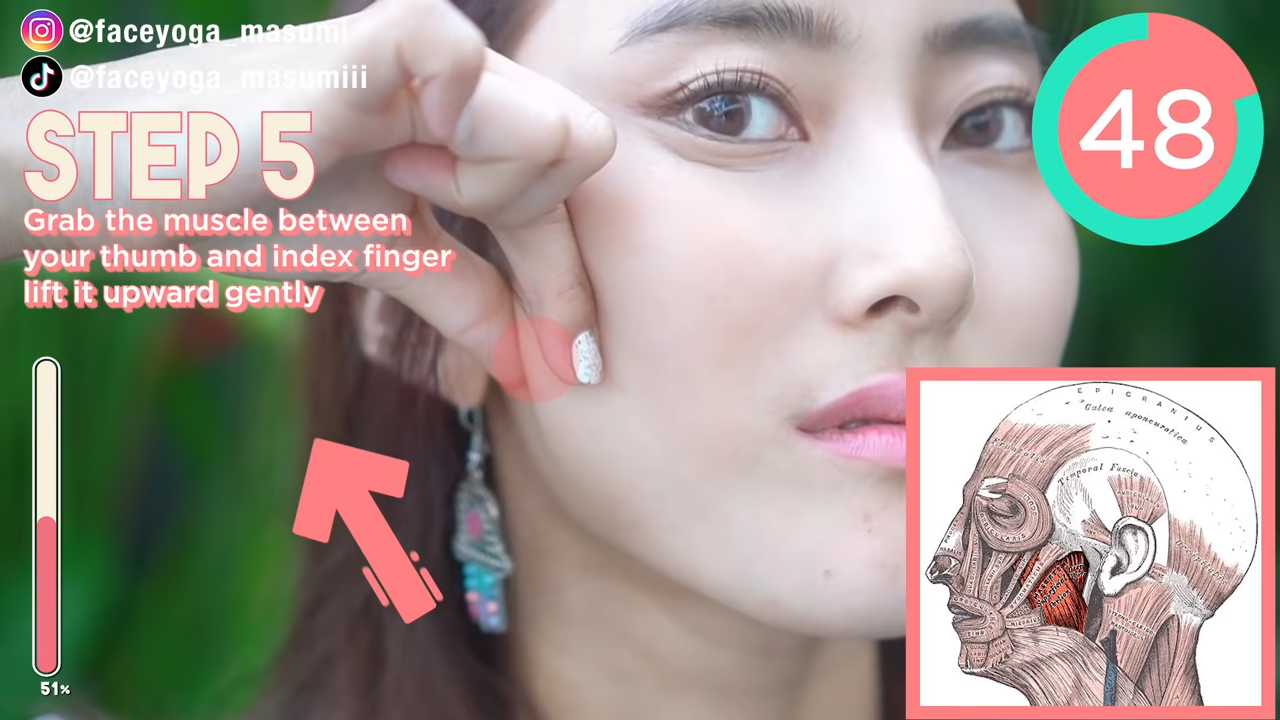 @faceyoga_masumi
@faceyoga_masumiii
STEP 5
Grab the muscle between
your thumb and index finger
lift it upward gently
48
51%
EPICRANIUS
Galea aponeurotica
Frontalis
Temporal Fascia